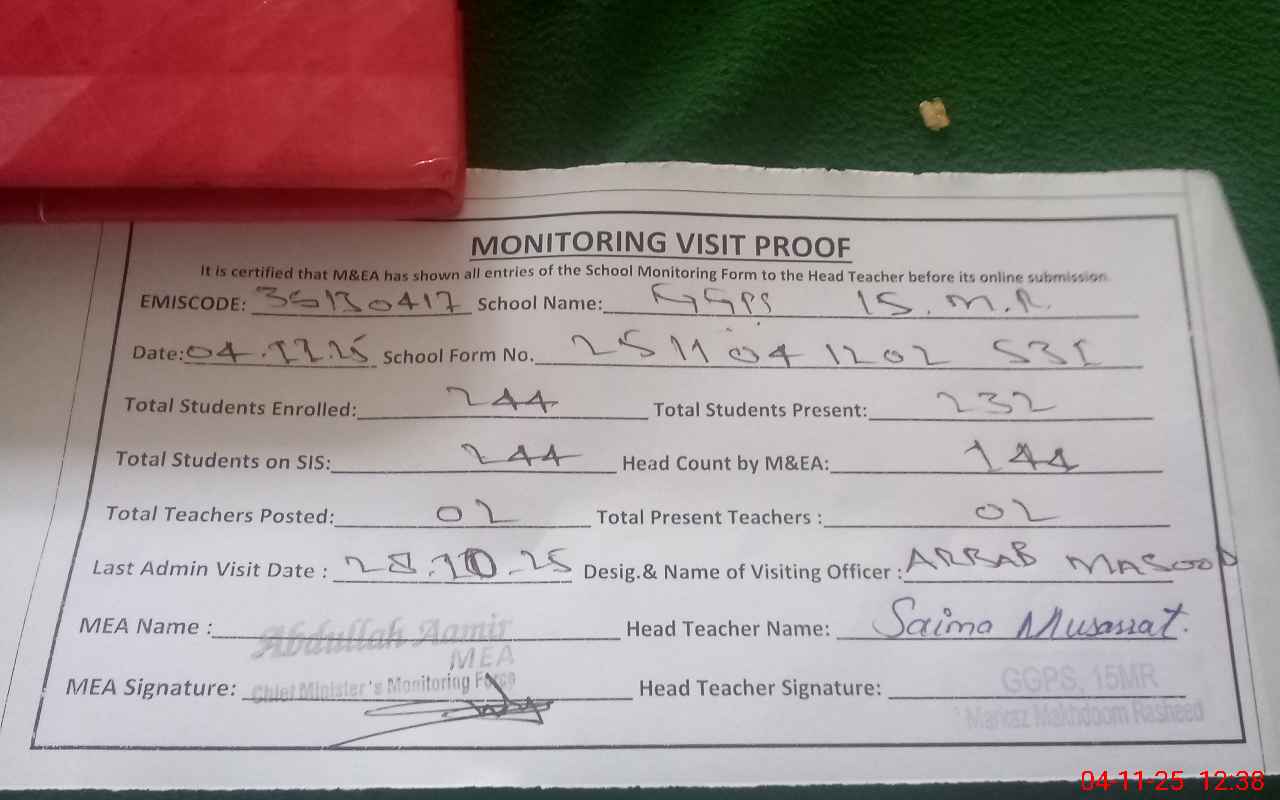 MONITORING VISIT PROOF
It is certified that M&EA has shown all entries of the School Monitoring Form to the Head Teacher before its online submission.
EMISCODE: 36130417 School Name: GGPS 15.M.R.
Date: 04.11.25 School Form No. 251104 1202 531
Total Students Enrolled: 244 Total Students Present: 232
Total Students on SIS: 244 Head Count by M&EA: 144
Total Teachers Posted: 02 Total Present Teachers : 02
Last Admin Visit Date : 28.10.25 Desig.& Name of Visiting Officer : ARBAB MASOOD
MEA Name : Abdullah Aamir Head Teacher Name: Saima Musarrat.
MEA
MEA Signature: Chief Minister's Monitoring Force Head Teacher Signature: GGPS, 15MR
Markaz Makhdoom Rasheed
04-11-25 12:38